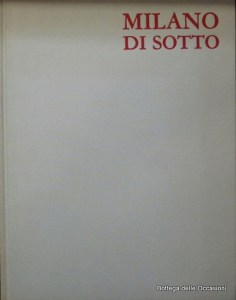 MILANO
DI SOTTO
Bottega delle Occasioni